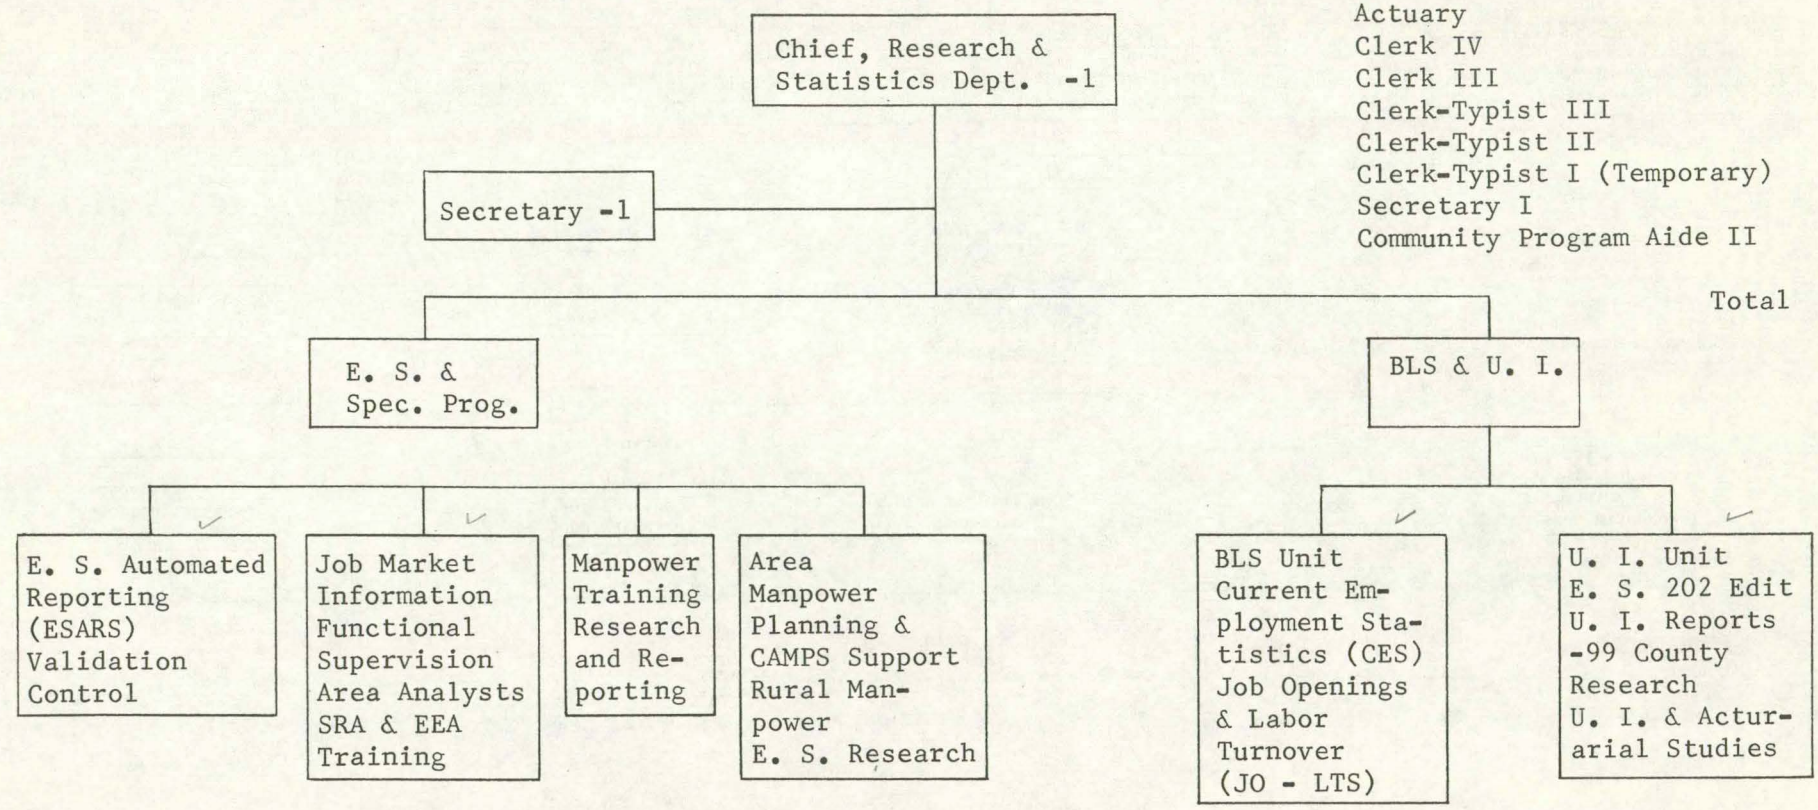 Actuary
Clerk IV
Clerk III
Clerk-Typist III
Clerk-Typist II
Clerk-Typist I (Temporary)
Secretary I
Community Program Aide II
Total
Chief, Research &
Statistics Dept. -1
Secretary -1
E. S. &
Spec. Prog.
BLS & U. I.
E. S. Automated
Reporting
(ESARS)
Validation
Control
Job Market
Information
Functional
Supervision
Area Analysts
SRA & EEA
Training
Manpower
Training
Research
and Re-
porting
Area
Manpower
Planning &
CAMPS Support
Rural Man-
power
E. S. Research
BLS Unit
Current Em-
ployment Sta-
tistics (CES)
Job Openings
& Labor
Turnover
(JO - LTS)
U. I. Unit
E. S. 202 Edit
U. I. Reports
-99 County
Research
U. I. & Actur-
arial Studies